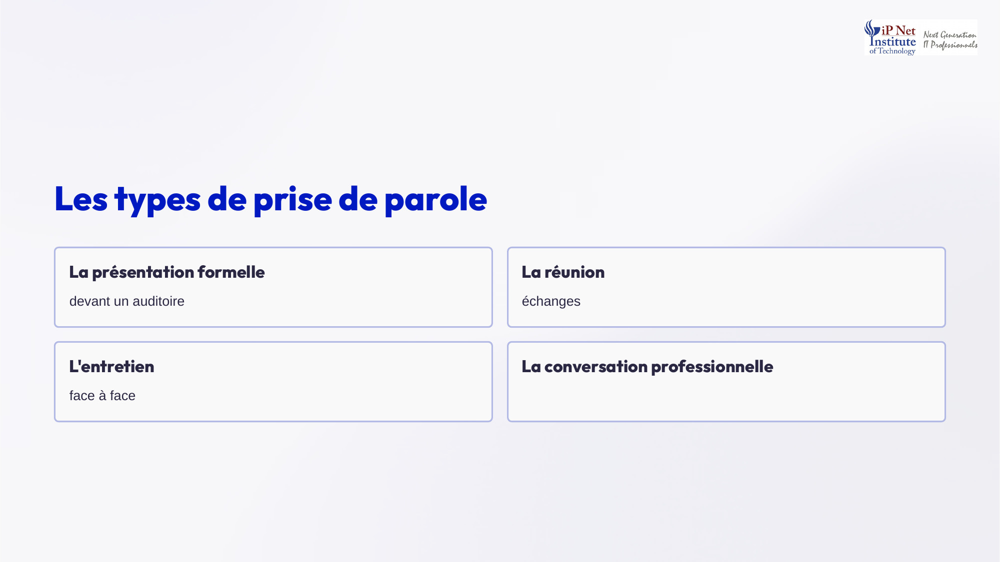 iP Net
Institute
of Technology
Next Generation
IT Professionnels
Les types de prise de parole
La présentation formelle
devant un auditoire
La réunion
échanges
L'entretien
face à face
La conversation professionnelle